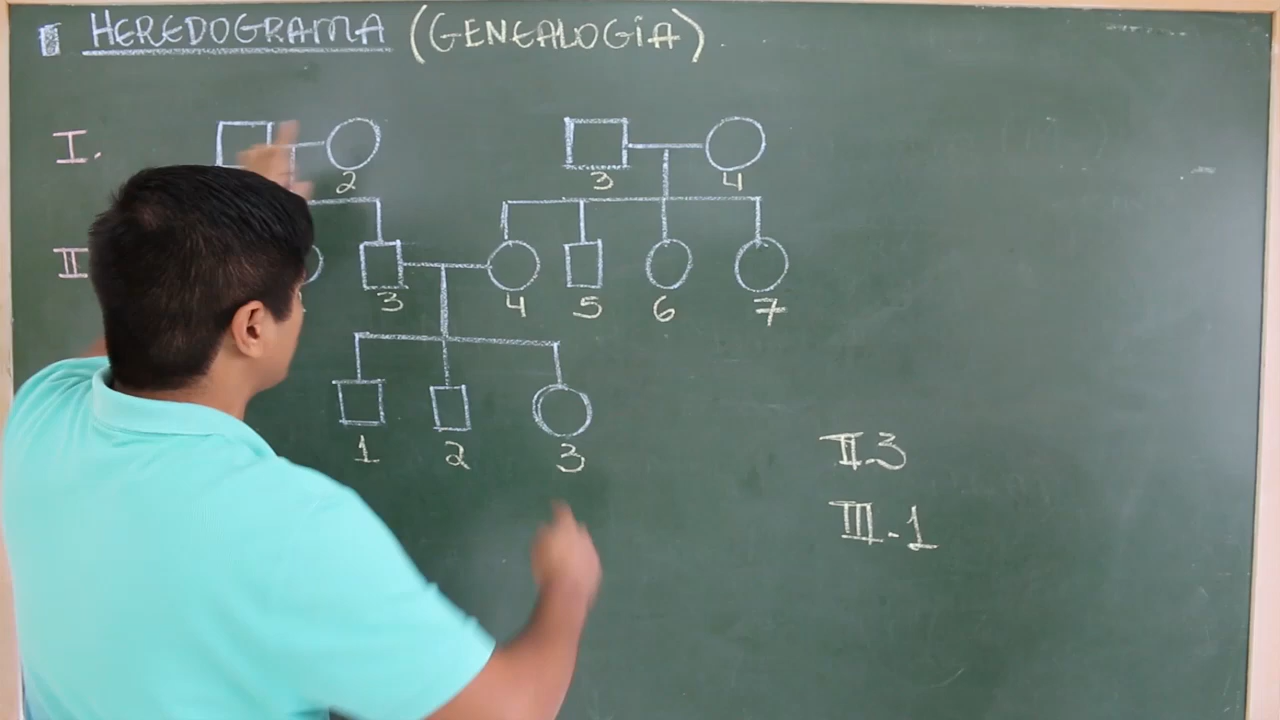 HEREDOGRAMA (GENEALOGIA)
I.
2 3 4
II
3 4 5 6 7
1 2 3
II.3
III.1